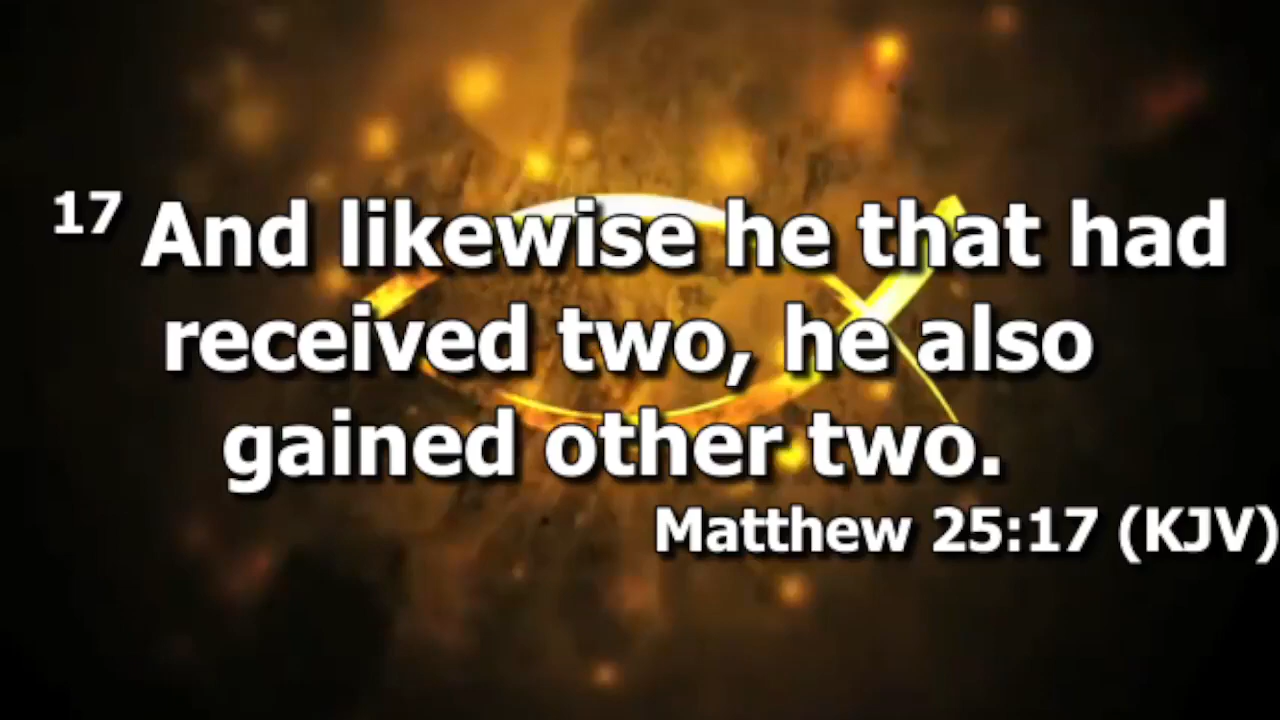 17 And likewise he that had
received two, he also
gained other two.
Matthew 25:17 (KJV)